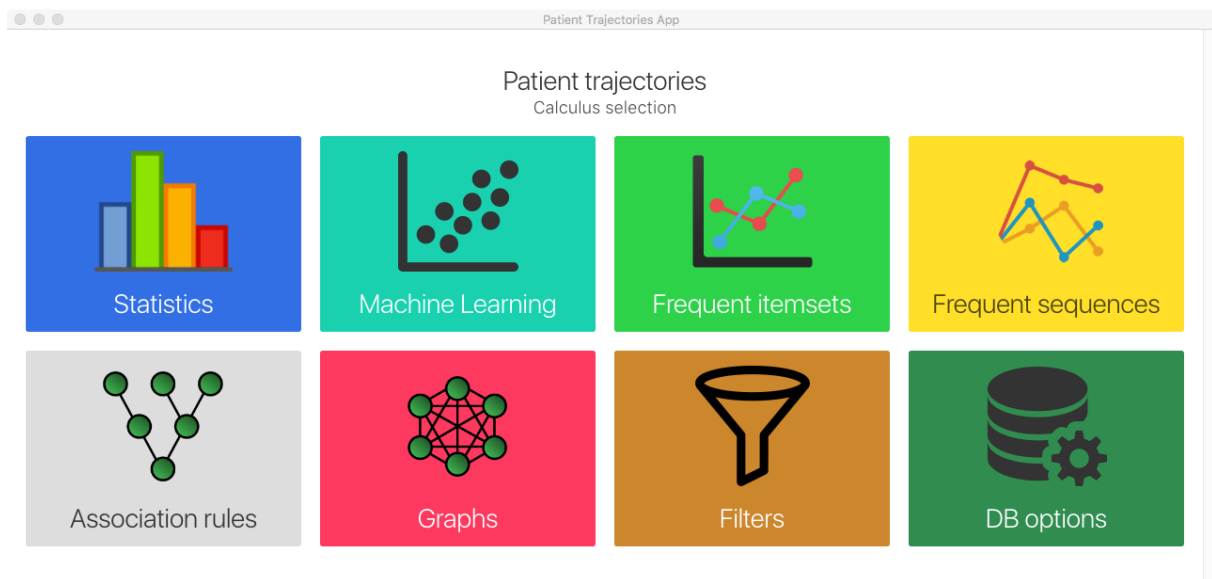 Patient Trajectories App
Patient trajectories
Calculus selection
Statistics
Machine Learning
Frequent itemsets
Frequent sequences
Association rules
Graphs
Filters
DB options